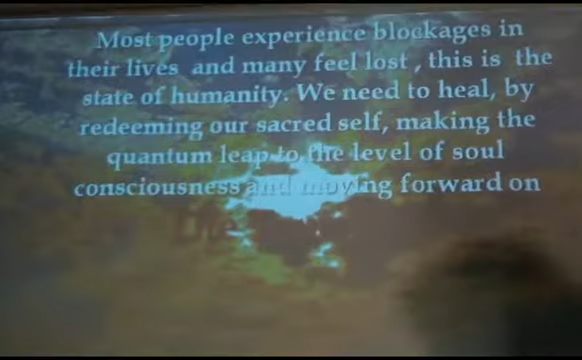 Most people experience blockages in
their lives and many feel lost , this is the
state of humanity. We need to heal, by
redeeming our sacred self, making the
quantum leap to the level of soul
consciousness and moving forward on